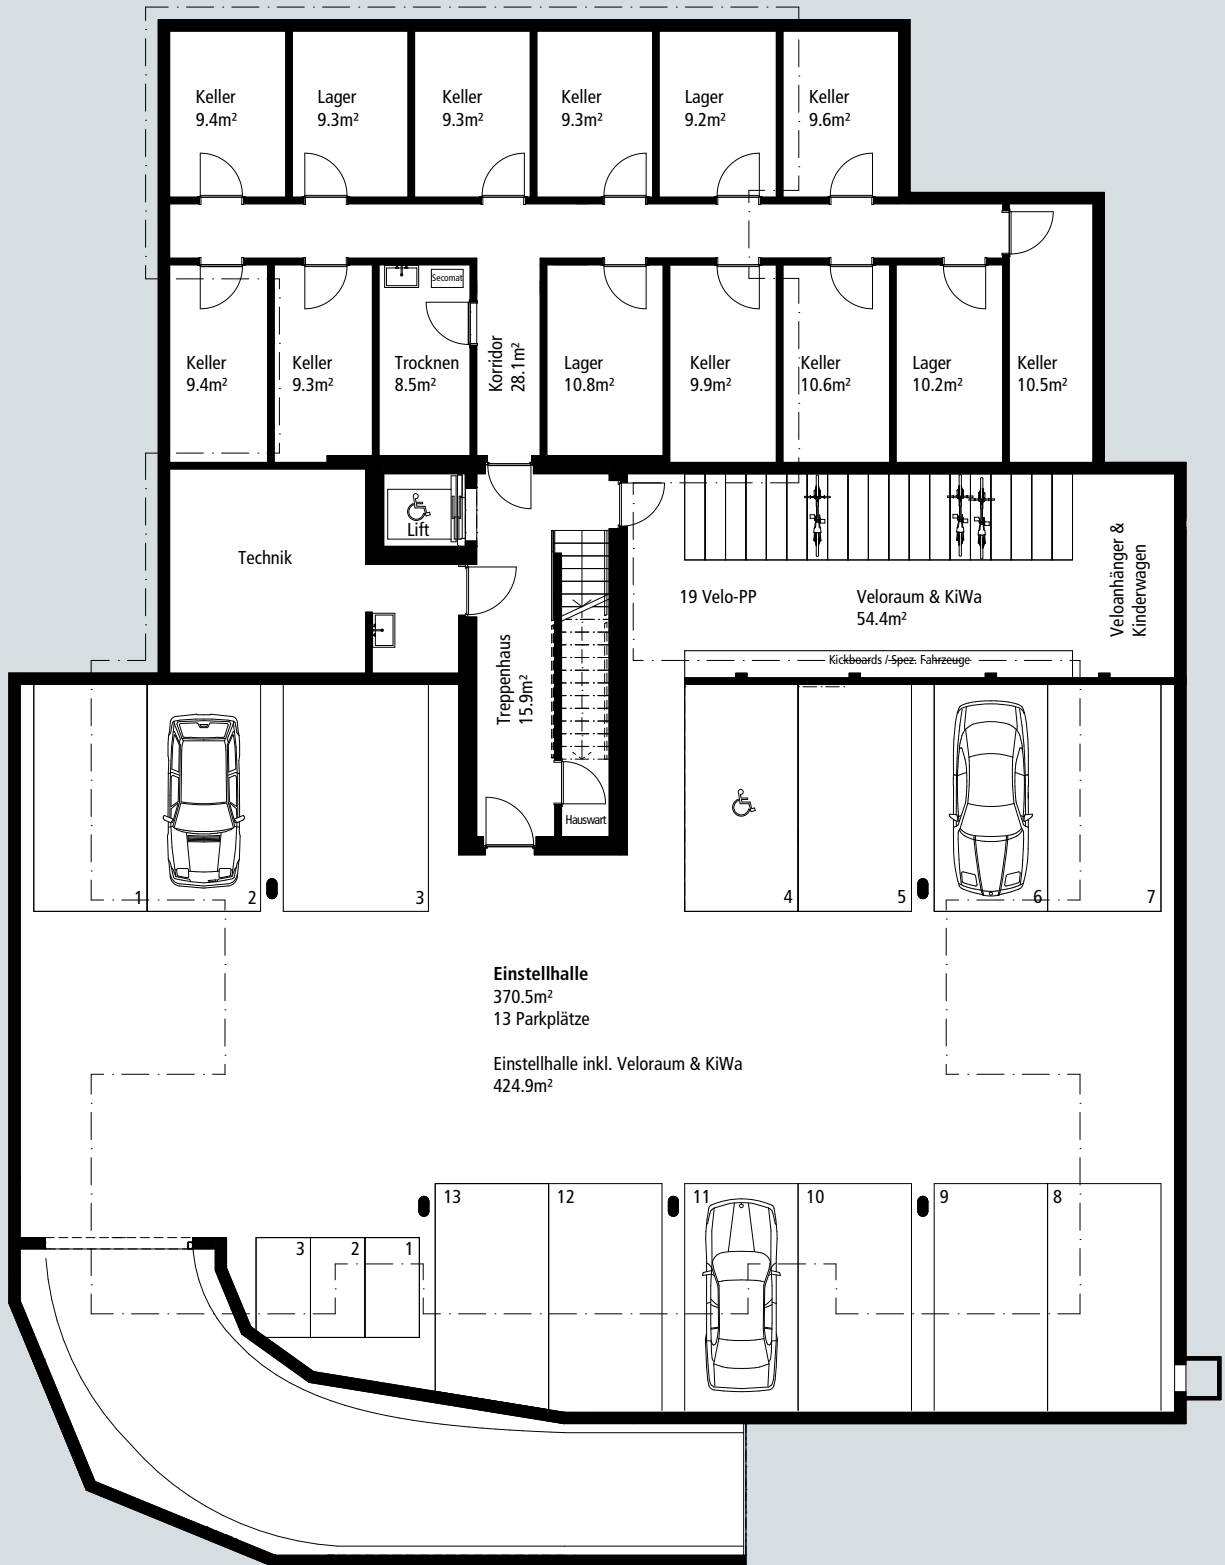 Keller
9.4m²
Lager
9.3m²
Keller
9.3m²
Keller
9.3m²
Lager
9.2m²
Keller
9.6m²
Keller
9.4m²
Keller
9.3m²
Secomat
Trocknen
8.5m²
Korridor
28.1m²
Lager
10.8m²
Keller
9.9m²
Keller
10.6m²
Lager
10.2m²
Keller
10.5m²
Lift
Technik
Treppenhaus
15.9m²
Hauswart
19 Velo-PP
Veloraum & KiWa
54.4m²
Veloanhänger &
Kinderwagen
Kickboards / Spez. Fahrzeuge
1
2
3
4
5
6
7
Einstellhalle
370.5m²
13 Parkplätze
Einstellhalle inkl. Veloraum & KiWa
424.9m²
13
12
11
10
9
8
3
2
1